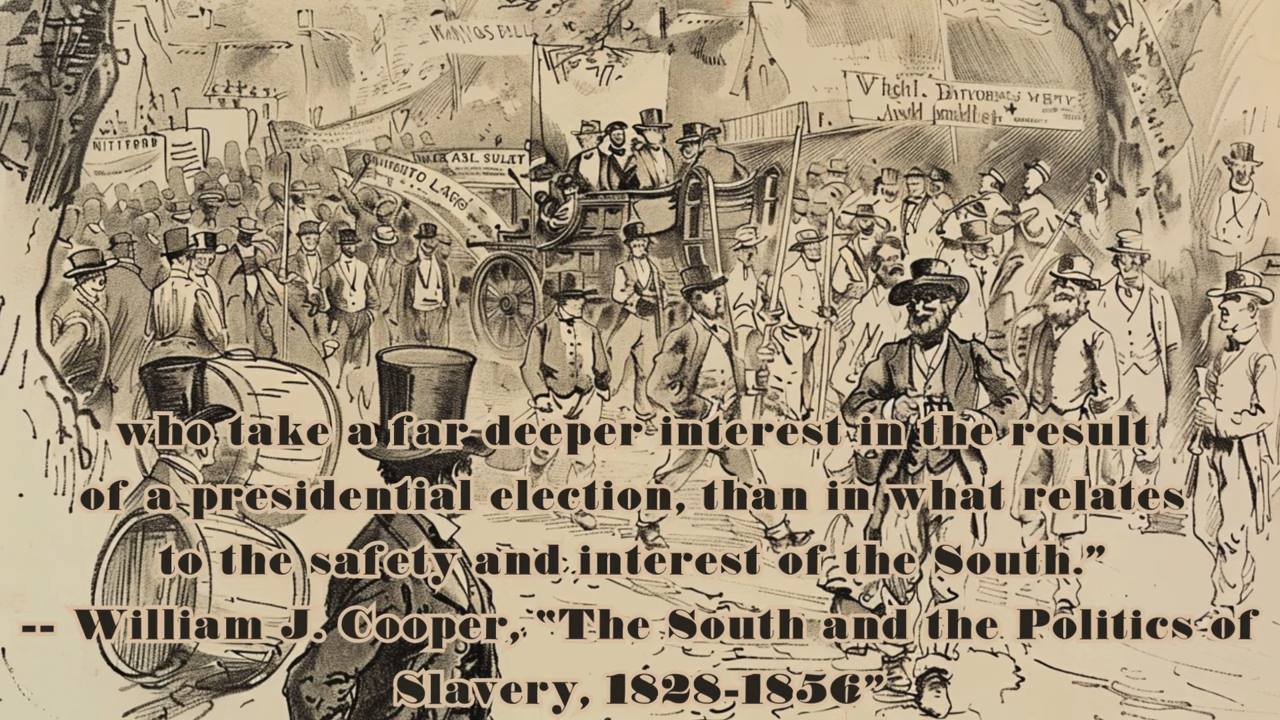 NITTFRD
who take a far deeper interest in the result
of a presidential election, than in what relates
to the safety and interest of the South.”
-- William J. Cooper, “The South and the Politics of
Slavery, 1828-1856”